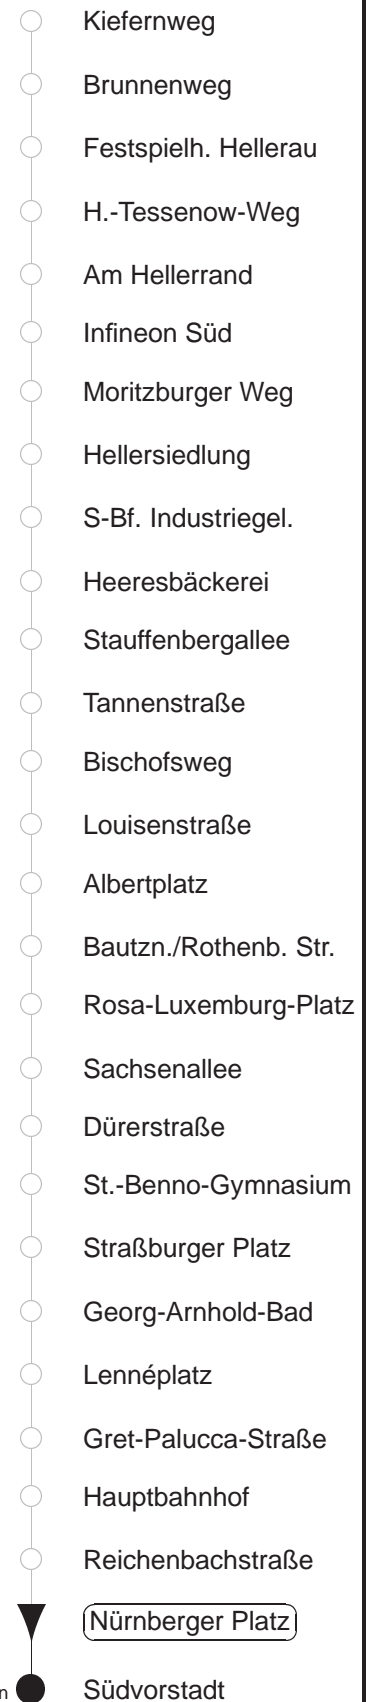 Kiefernweg
Brunnenweg
Festspielh. Hellerau
H.-Tessenow-Weg
Am Hellerrand
Infineon Süd
Moritzburger Weg
Hellersiedlung
S-Bf. Industriegel.
Heeresbäckerei
Stauffenbergallee
Tannenstraße
Bischofsweg
Louisenstraße
Albertplatz
Bautzn./Rothenb. Str.
Rosa-Luxemburg-Platz
Sachsenallee
Dürerstraße
St.-Benno-Gymnasium
Straßburger Platz
Georg-Arnhold-Bad
Lennéplatz
Gret-Palucca-Straße
Hauptbahnhof
Reichenbachstraße
Nürnberger Platz
Südvorstadt